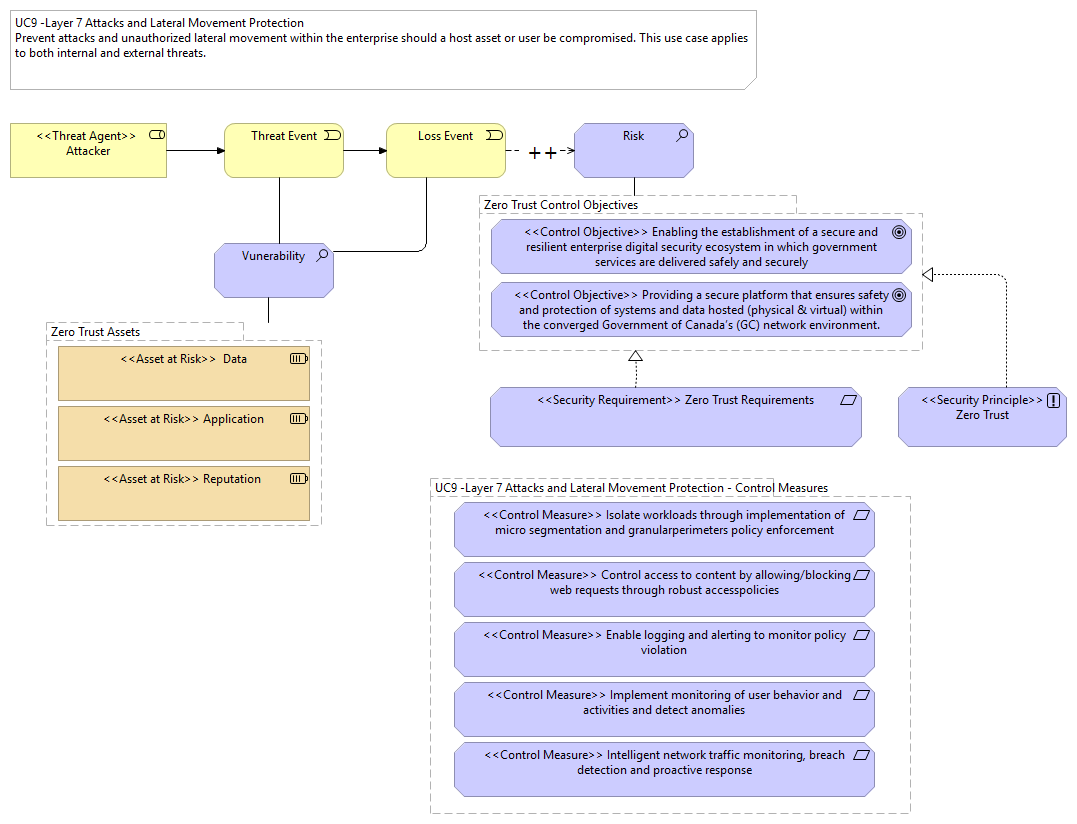 UC9 -Layer 7 Attacks and Lateral Movement Protection
Prevent attacks and unauthorized lateral movement within the enterprise should a host asset or user be compromised. This use case applies
to both internal and external threats.
<<Threat Agent>>
Attacker
Threat Event
Loss Event
++
Risk
Vunerability
Zero Trust Control Objectives
<<Control Objective>> Enabling the establishment of a secure and
resilient enterprise digital security ecosystem in which government
services are delivered safely and securely
<<Control Objective>> Providing a secure platform that ensures safety
and protection of systems and data hosted (physical & virtual) within
the converged Government of Canada's (GC) network environment.
Zero Trust Assets
<<Asset at Risk>> Data
<<Asset at Risk>> Application
<<Asset at Risk>> Reputation
<<Security Requirement>> Zero Trust Requirements
<<Security Principle>>
Zero Trust
UC9 -Layer 7 Attacks and Lateral Movement Protection - Control Measures
<<Control Measure>> Isolate workloads through implementation of
micro segmentation and granularperimeters policy enforcement
<<Control Measure>> Control access to content by allowing/blocking
web requests through robust accesspolicies
<<Control Measure>> Enable logging and alerting to monitor policy
violation
<<Control Measure>> Implement monitoring of user behavior and
activities and detect anomalies
<<Control Measure>> Intelligent network traffic monitoring, breach
detection and proactive response